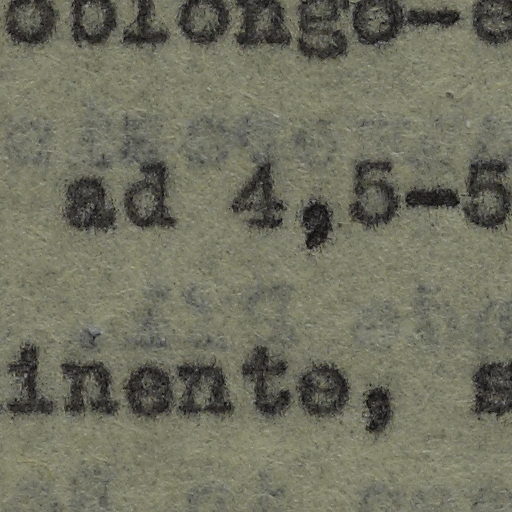 oblongo-e
ad 4,5-5
inente, s